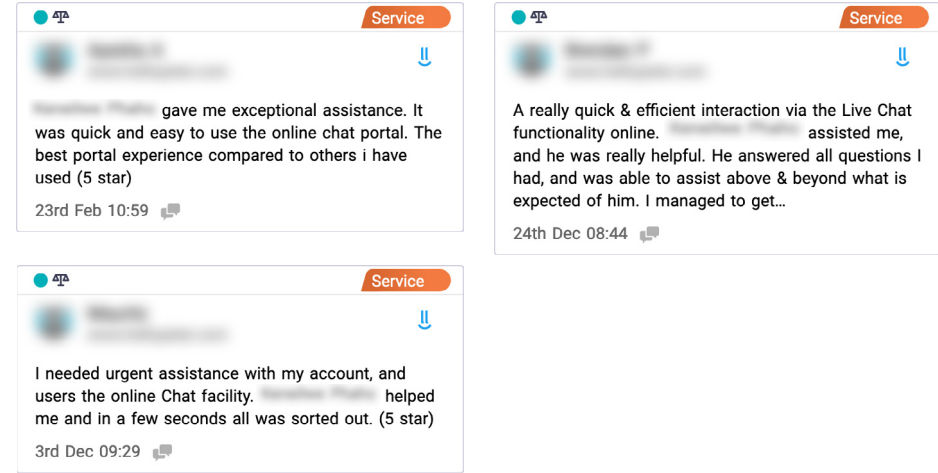 Service
gave me exceptional assistance. It
was quick and easy to use the online chat portal. The
best portal experience compared to others i have
used (5 star)
23rd Feb 10:59
Service
A really quick & efficient interaction via the Live Chat
functionality online. assisted me,
and he was really helpful. He answered all questions I
had, and was able to assist above & beyond what is
expected of him. I managed to get...
24th Dec 08:44
Service
I needed urgent assistance with my account, and
users the online Chat facility. helped
me and in a few seconds all was sorted out. (5 star)
3rd Dec 09:29